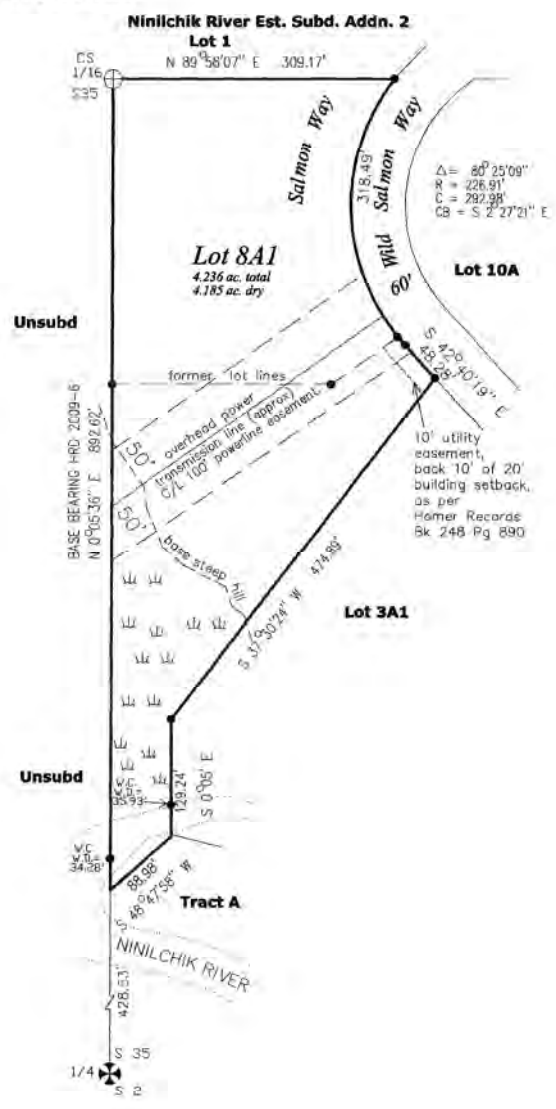 Ninilchik River Est. Subd. Addn. 2
Lot 1
CS
1/16
S35
N 89°58'07" E 309.17'
Salmon Way
318.49'
Wild Salmon Way
60'
Δ= 80°25'09"
R = 226.91'
C = 292.98'
CB = S 2°27'21" E
Lot 8A1
4.236 ac. total
4.185 ac. dry
Lot 10A
Unsubd
S 42°40'19" E
48.28'
former lot lines
BASE BEARING HRD 2009-6
N 0°05'36" E 892.62'
50'
overhead power
transmission line (approx)
C/L 100' powerline easement
50'
10' utility
easement,
back 10' of 20'
building setback,
as per
Homer Records
Bk 248 Pg 890
base steep hill
S 37°30'24" W 474.89'
Lot 3A1
Unsubd
W.C.
W.D.=
35.93'
129.24'
S 0°05' E
W.C.
W.D.=
34.28'
88.98'
S 48°47'58" W
Tract A
NINILCHIK RIVER
428.63'
S 35
1/4
S 2